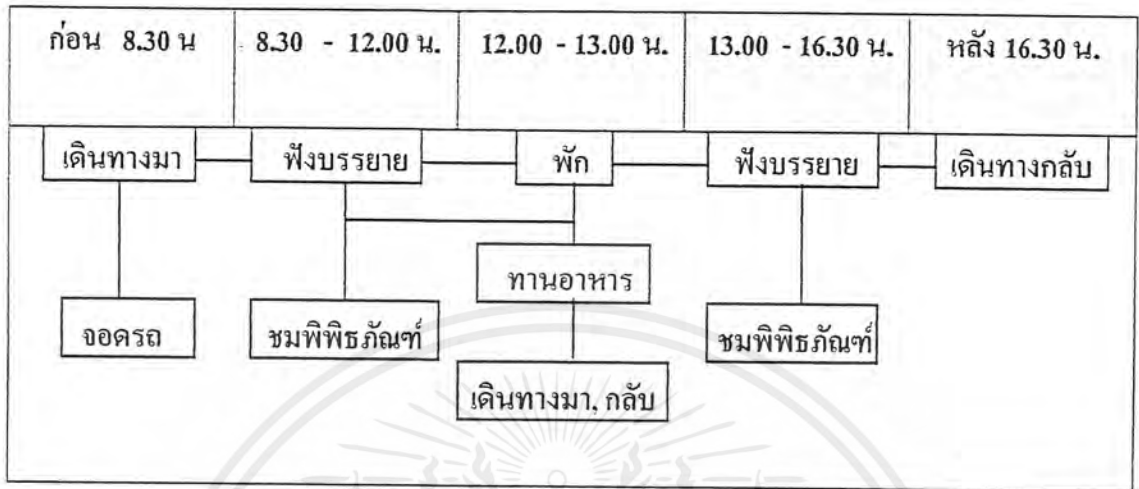 ก่อน 8.30 น
8.30 - 12.00 น.
12.00 - 13.00 น.
13.00 - 16.30 น.
หลัง 16.30 น.
เดินทางมา
ฟังบรรยาย
พัก
ฟังบรรยาย
เดินทางกลับ
ทานอาหาร
จอดรถ
ชมพิพิธภัณฑ์
ชมพิพิธภัณฑ์
เดินทางมา, กลับ